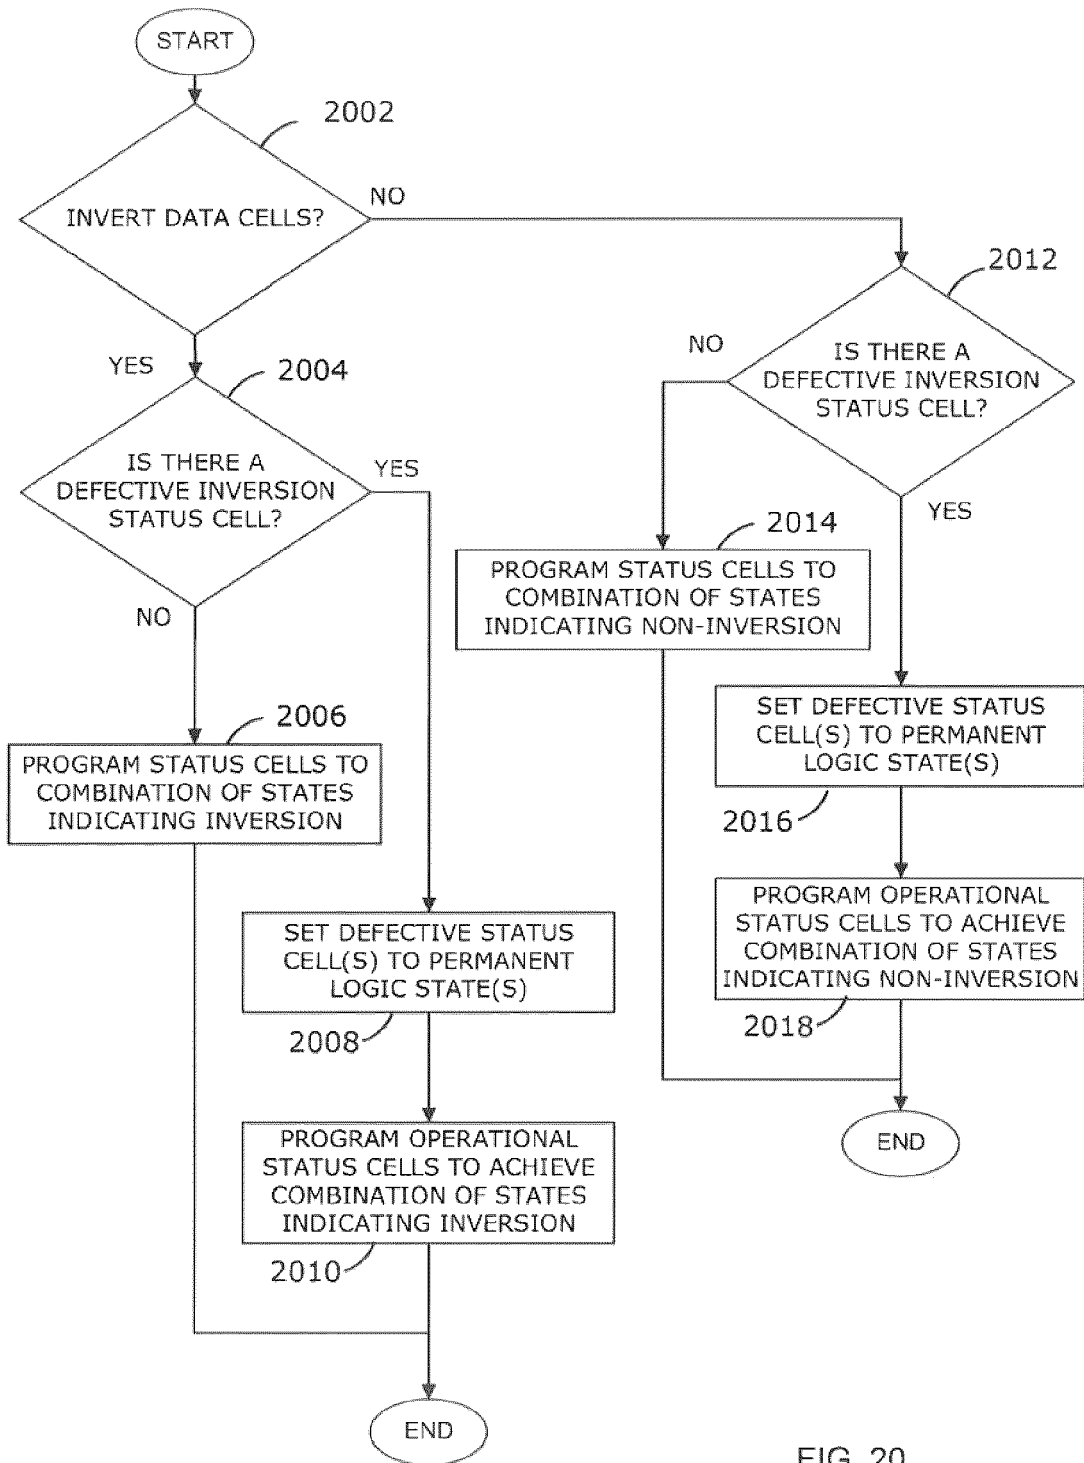 START
2002
INVERT DATA CELLS?
NO
YES
2004
IS THERE A
DEFECTIVE INVERSION
STATUS CELL?
YES
NO
2006
PROGRAM STATUS CELLS TO
COMBINATION OF STATES
INDICATING INVERSION
SET DEFECTIVE STATUS
CELL(S) TO PERMANENT
LOGIC STATE(S)
2008
PROGRAM OPERATIONAL
STATUS CELLS TO ACHIEVE
COMBINATION OF STATES
INDICATING INVERSION
2010
END
2012
IS THERE A
DEFECTIVE INVERSION
STATUS CELL?
NO
YES
2014
PROGRAM STATUS CELLS TO
COMBINATION OF STATES
INDICATING NON-INVERSION
SET DEFECTIVE STATUS
CELL(S) TO PERMANENT
LOGIC STATE(S)
2016
PROGRAM OPERATIONAL
STATUS CELLS TO ACHIEVE
COMBINATION OF STATES
INDICATING NON-INVERSION
2018
END
FIG. 20